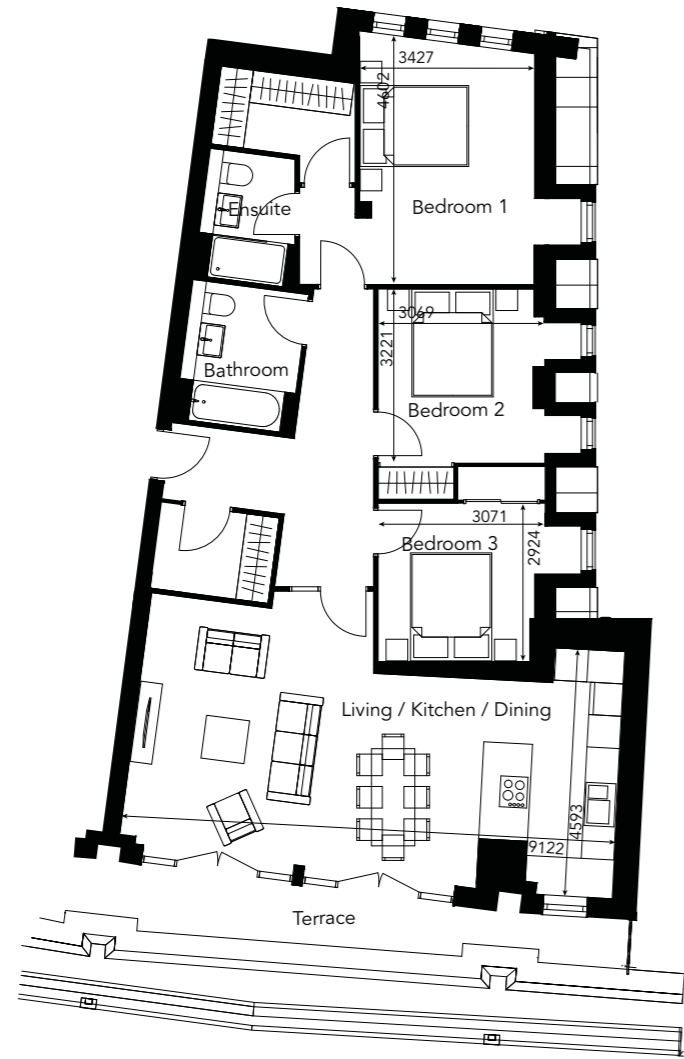 3427
4602
Ensuite
Bedroom 1
3069
3221
Bathroom
Bedroom 2
3071
Bedroom 3
2924
Living / Kitchen / Dining
4593
9122
Terrace